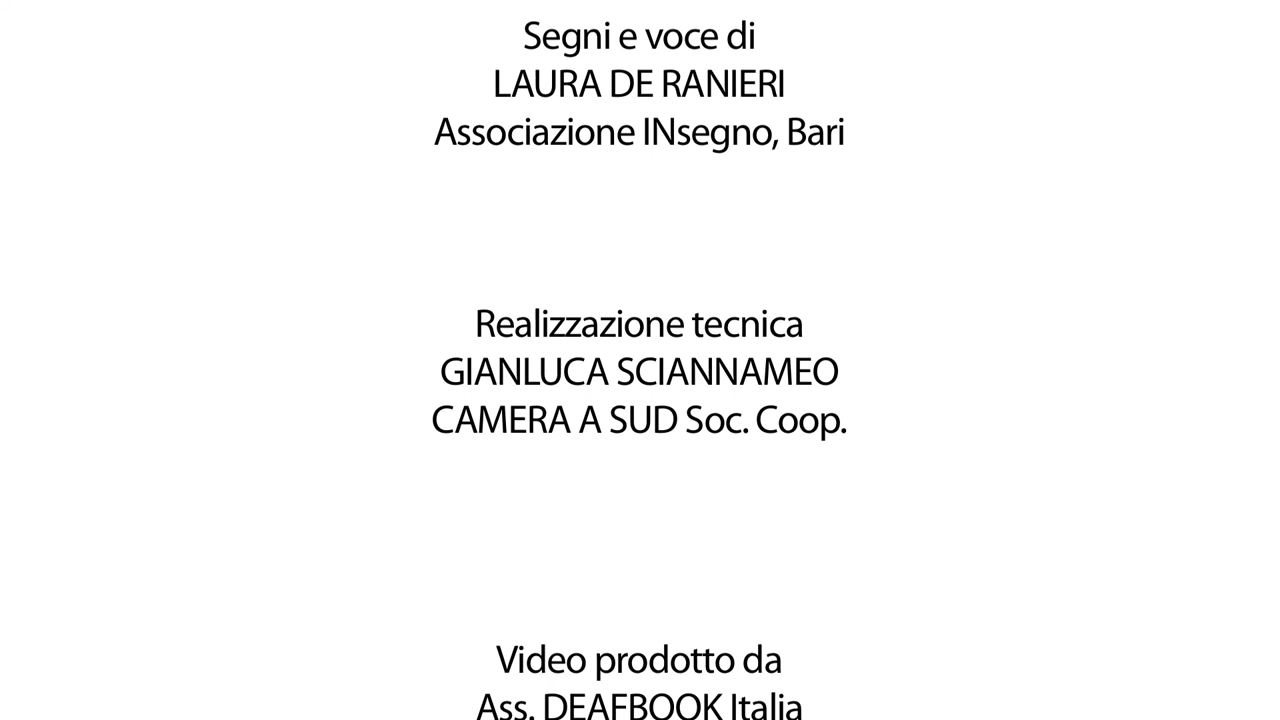 Segni e voce di
LAURA DE RANIERI
Associazione INsegno, Bari
Realizzazione tecnica
GIANLUCA SCIANNAMEO
CAMERA A SUD Soc. Coop.
Video prodotto da
Ass. DEAFBOOK Italia